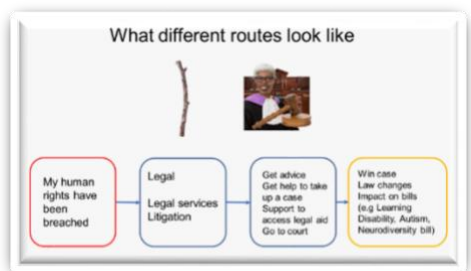 What different routes look like
My human
rights have
been
breached
Legal
Legal services
Litigation
Get advice
Get help to take
up a case
Support to
access legal aid
Go to court
Win case
Law changes
Impact on bills
(e.g Learning
Disability, Autism,
Neurodiversity bill)